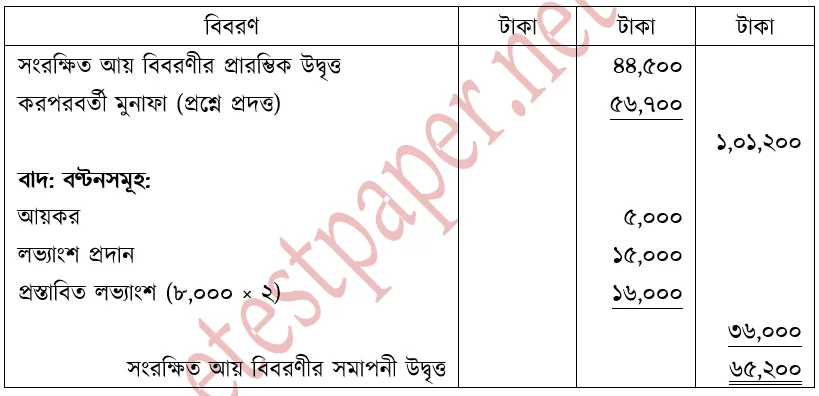 বিবরণ টাকা টাকা টাকা
সংরক্ষিত আয় বিবরণীর প্রারম্ভিক উদ্বৃত্ত ৪৪,৫০০
করপরবর্তী মুনাফা (প্রশ্নে প্রদত্ত) ৫৬,৭০০
১,০১,২০০
বাদ: বণ্টনসমূহ:
আয়কর ৫,০০০
লভ্যাংশ প্রদান ১৫,০০০
প্রস্তাবিত লভ্যাংশ (৮,০০০ × ২) ১৬,০০০
৩৬,০০০
সংরক্ষিত আয় বিবরণীর সমাপনী উদ্বৃত্ত ৬৫,২০০
etestpaper.net